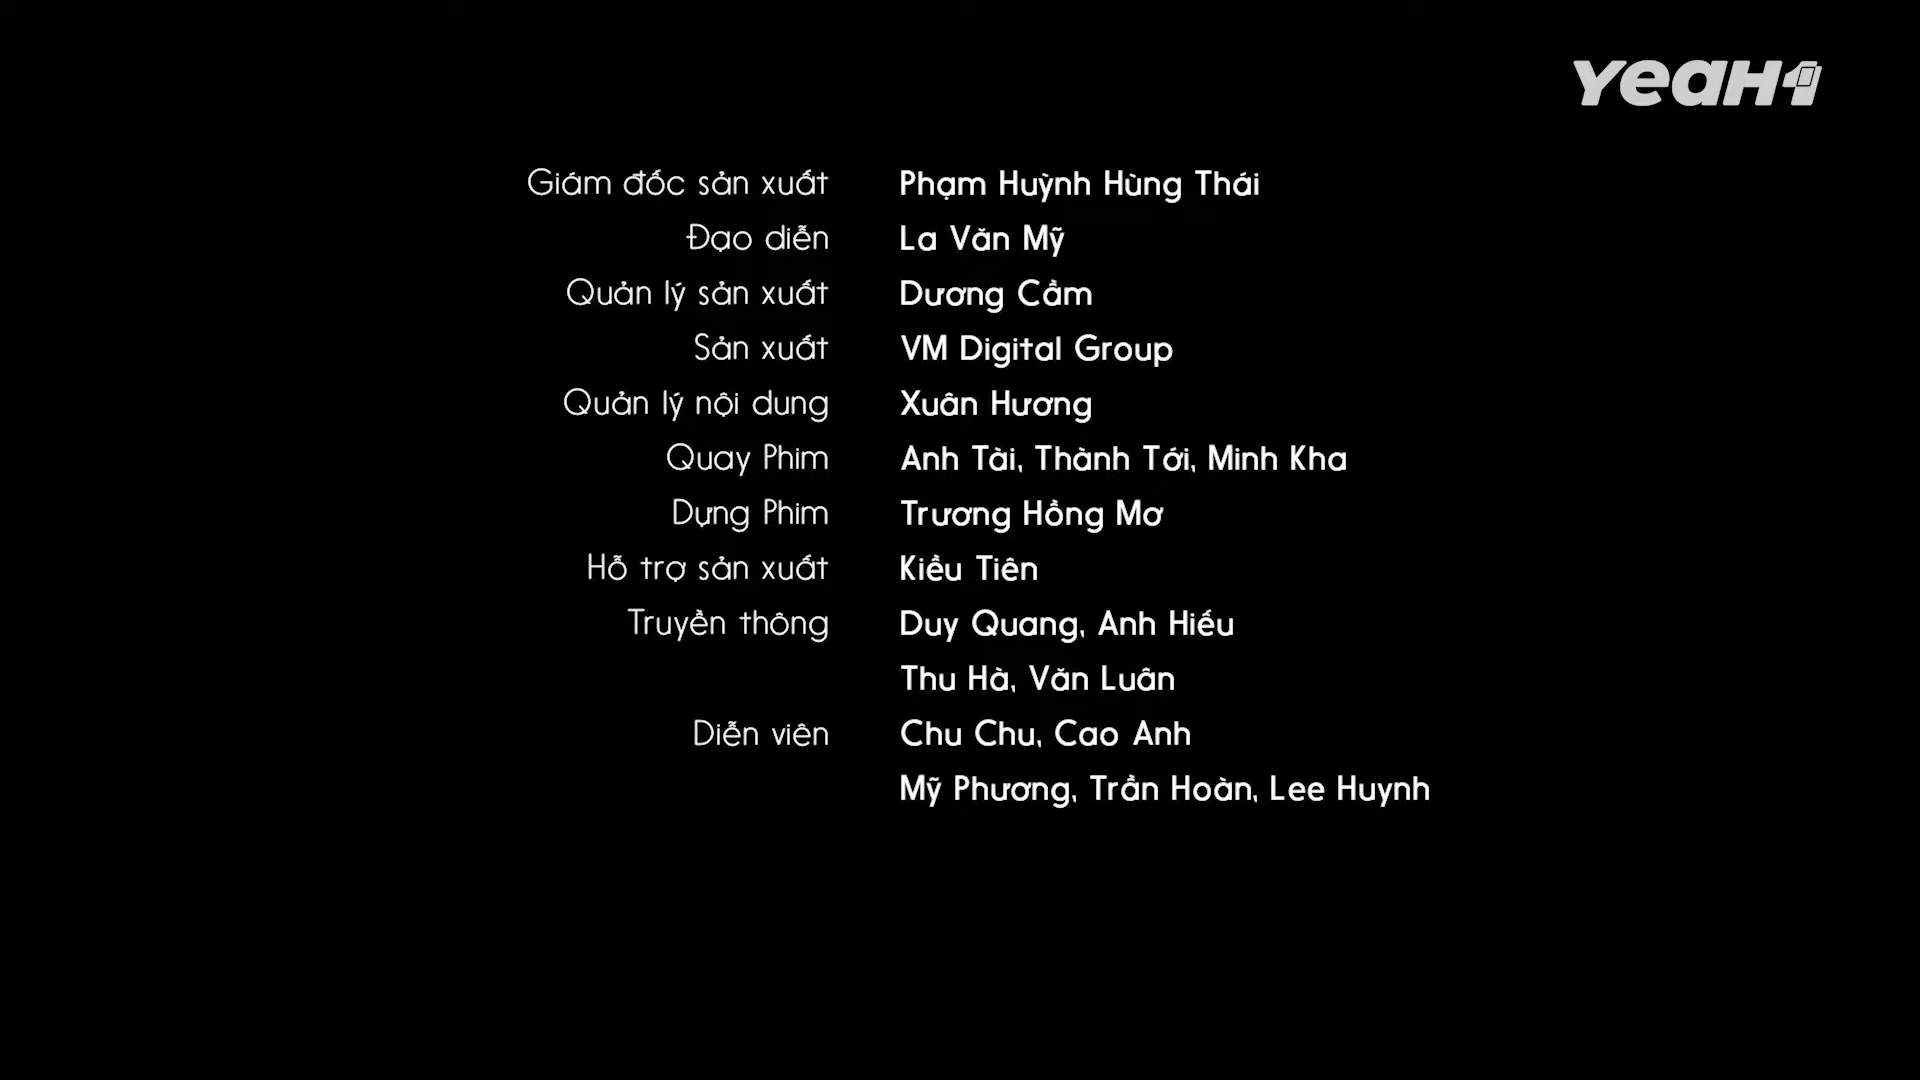 YEAH1
Giám đốc sản xuất Phạm Huỳnh Hùng Thái
Đạo diễn La Văn Mỹ
Quản lý sản xuất Dương Cầm
Sản xuất VM Digital Group
Quản lý nội dung Xuân Hương
Quay Phim Anh Tài, Thành Tới, Minh Kha
Dựng Phim Trương Hồng Mơ
Hỗ trợ sản xuất Kiều Tiên
Truyền thông Duy Quang, Anh Hiếu
Thu Hà, Văn Luân
Diễn viên Chu Chu, Cao Anh
Mỹ Phương, Trần Hoàn, Lee Huynh